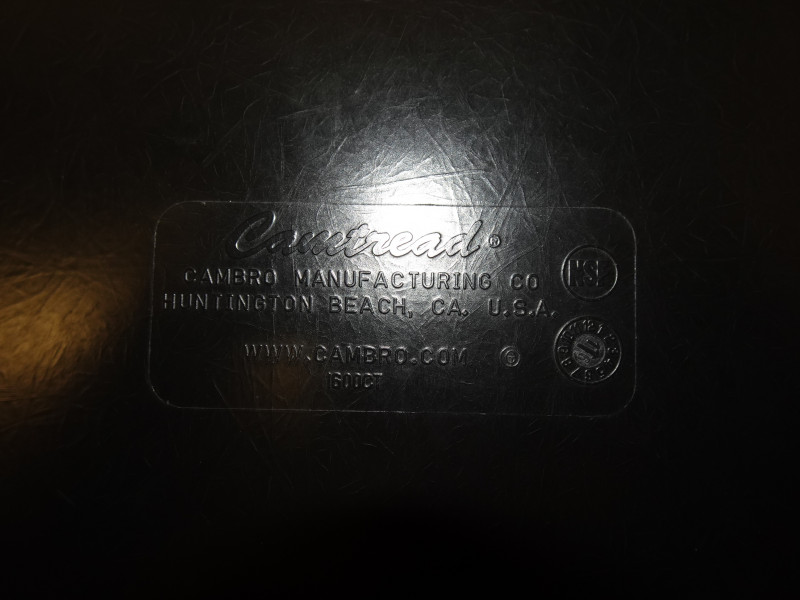 Camtread®
CAMBRO MANUFACTURING CO
HUNTINGTON BEACH, CA. U.S.A.
NSF
WWW.CAMBRO.COM
1600CT